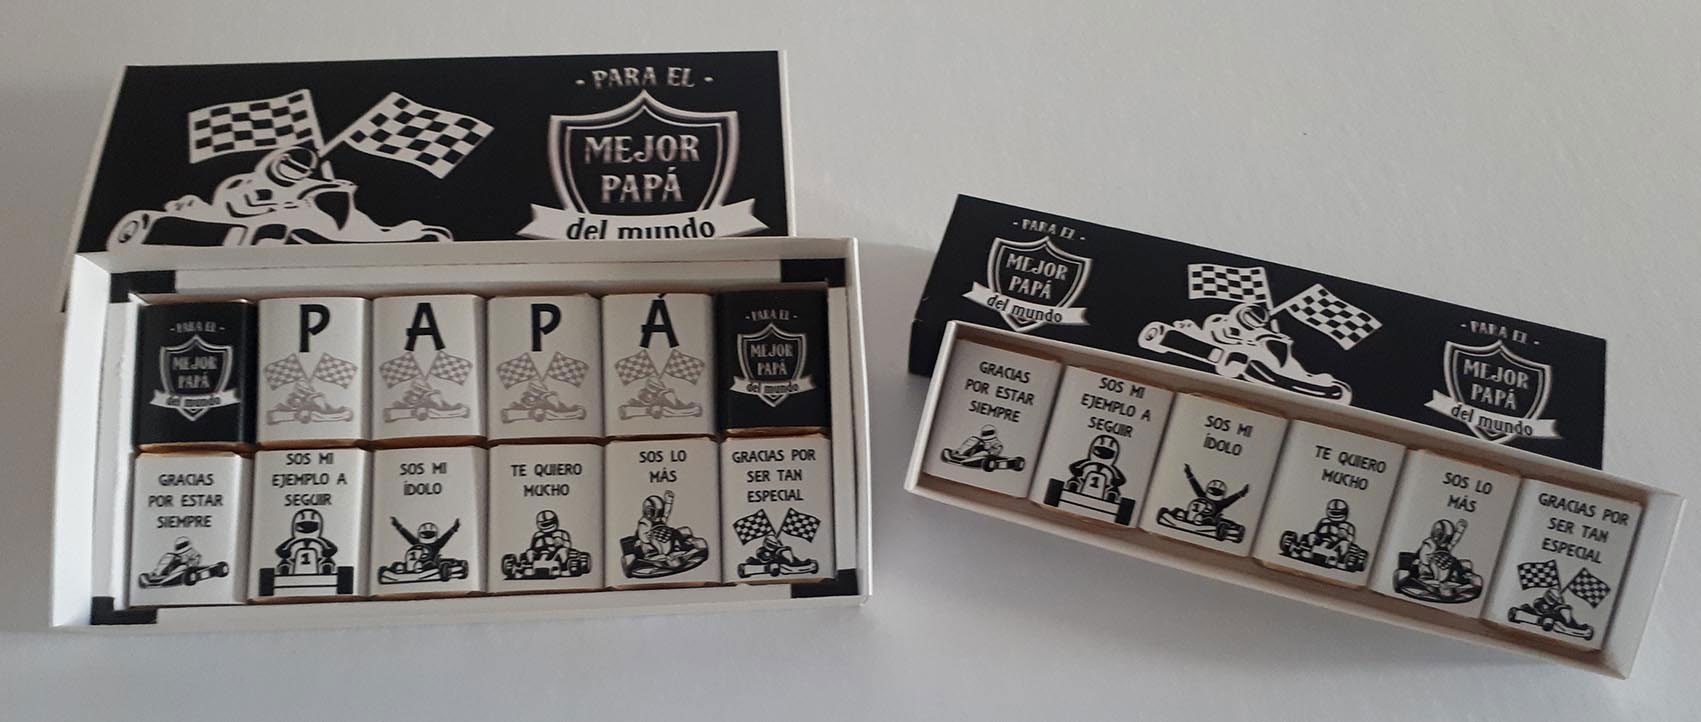 - PARA EL -
MEJOR
PAPÁ
del mundo
- PARA EL -
MEJOR
PAPÁ
del mundo
P
A
P
Á
- PARA EL -
MEJOR
PAPÁ
del mundo
GRACIAS
POR ESTAR
SIEMPRE
SOS MI
EJEMPLO A
SEGUIR
1
SOS MI
ÍDOLO
1
TE QUIERO
MUCHO
SOS LO
MÁS
GRACIAS POR
SER TAN
ESPECIAL
- PARA EL -
MEJOR
PAPÁ
del mundo
- PARA EL -
MEJOR
PAPÁ
del mundo
GRACIAS
POR ESTAR
SIEMPRE
SOS MI
EJEMPLO A
SEGUIR
1
SOS MI
ÍDOLO
1
TE QUIERO
MUCHO
SOS LO
MÁS
GRACIAS POR
SER TAN
ESPECIAL